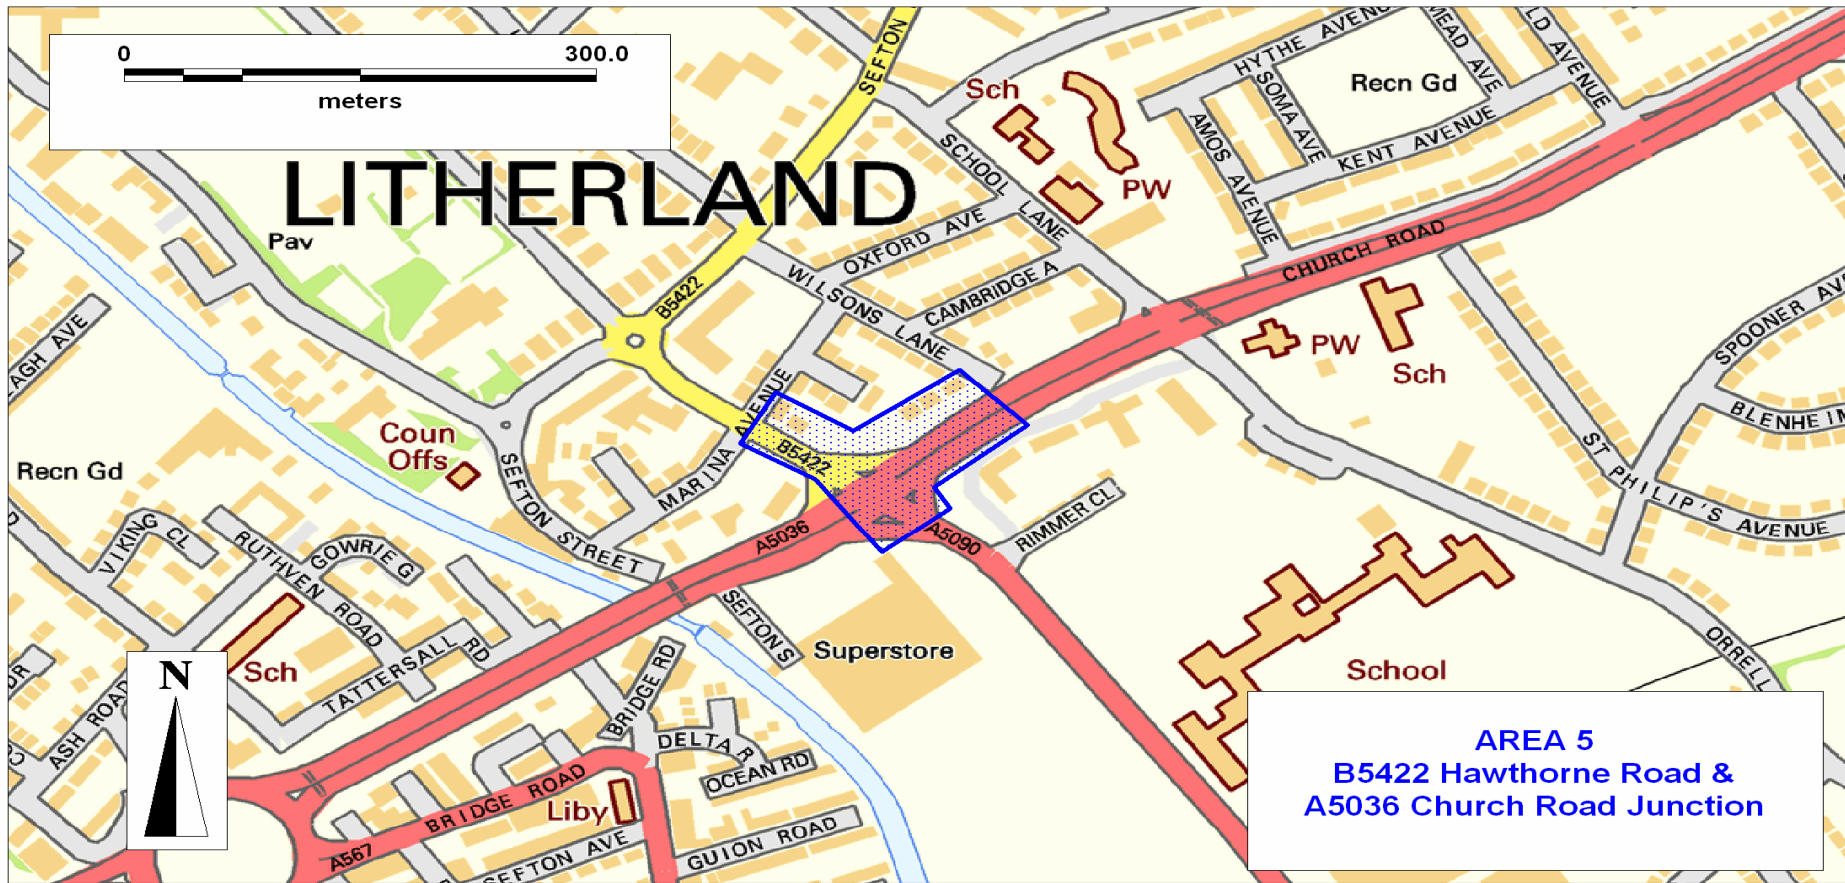 0 300.0
meters
LITHERLAND
SEFTON
Sch
PW
HYTHE AVENU
MEAD AVE
LD AVENUE
Recn Gd
SOMA AVE
AMOS AVENUE
KENT AVENUE
SCHOOL LANE
Pav
B5422
OXFORD AVE
WILSONS LANE
CAMBRIDGE A
CHURCH ROAD
PW
Sch
SPOONER AV
BLENHEIM
ST PHILIP'S AVENUE
AGH AVE
Recn Gd
Coun
Offs
MARINA AVENUE
B5422
A5036
A5090
RIMMER CL
SEFTON STREET
VIKING CL
RUTHVEN ROAD
GOWRIE G
TATTERSALL RD
Sch
ASH ROAD
DR
SEFTON S
Superstore
School
ORRELL
BRIDGE RD
DELTA R
OCEAN RD
BRIDGE ROAD
Liby
A567
SEFTON AVE
GUION ROAD
N
AREA 5
B5422 Hawthorne Road &
A5036 Church Road Junction